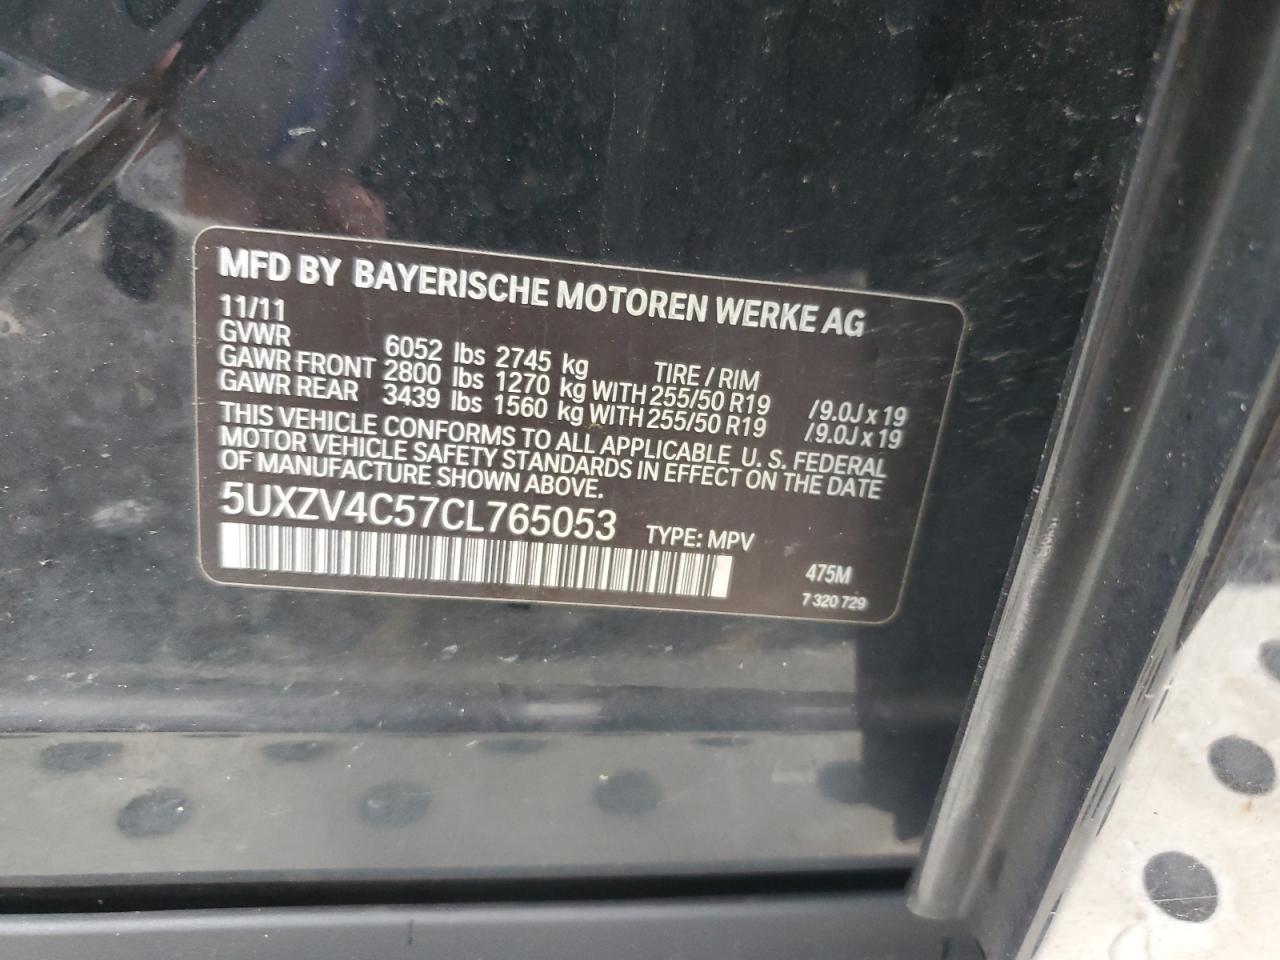 MFD BY BAYERISCHE MOTOREN WERKE AG
11/11
GVWR 6052 lbs 2745 kg TIRE / RIM
GAWR FRONT 2800 lbs 1270 kg WITH 255/50 R19 /9.0J x 19
GAWR REAR 3439 lbs 1560 kg WITH 255/50 R19 /9.0J x 19
THIS VEHICLE CONFORMS TO ALL APPLICABLE U. S. FEDERAL
MOTOR VEHICLE SAFETY STANDARDS IN EFFECT ON THE DATE
OF MANUFACTURE SHOWN ABOVE.
5UXZV4C57CL765053 TYPE: MPV
475M
7 320 729